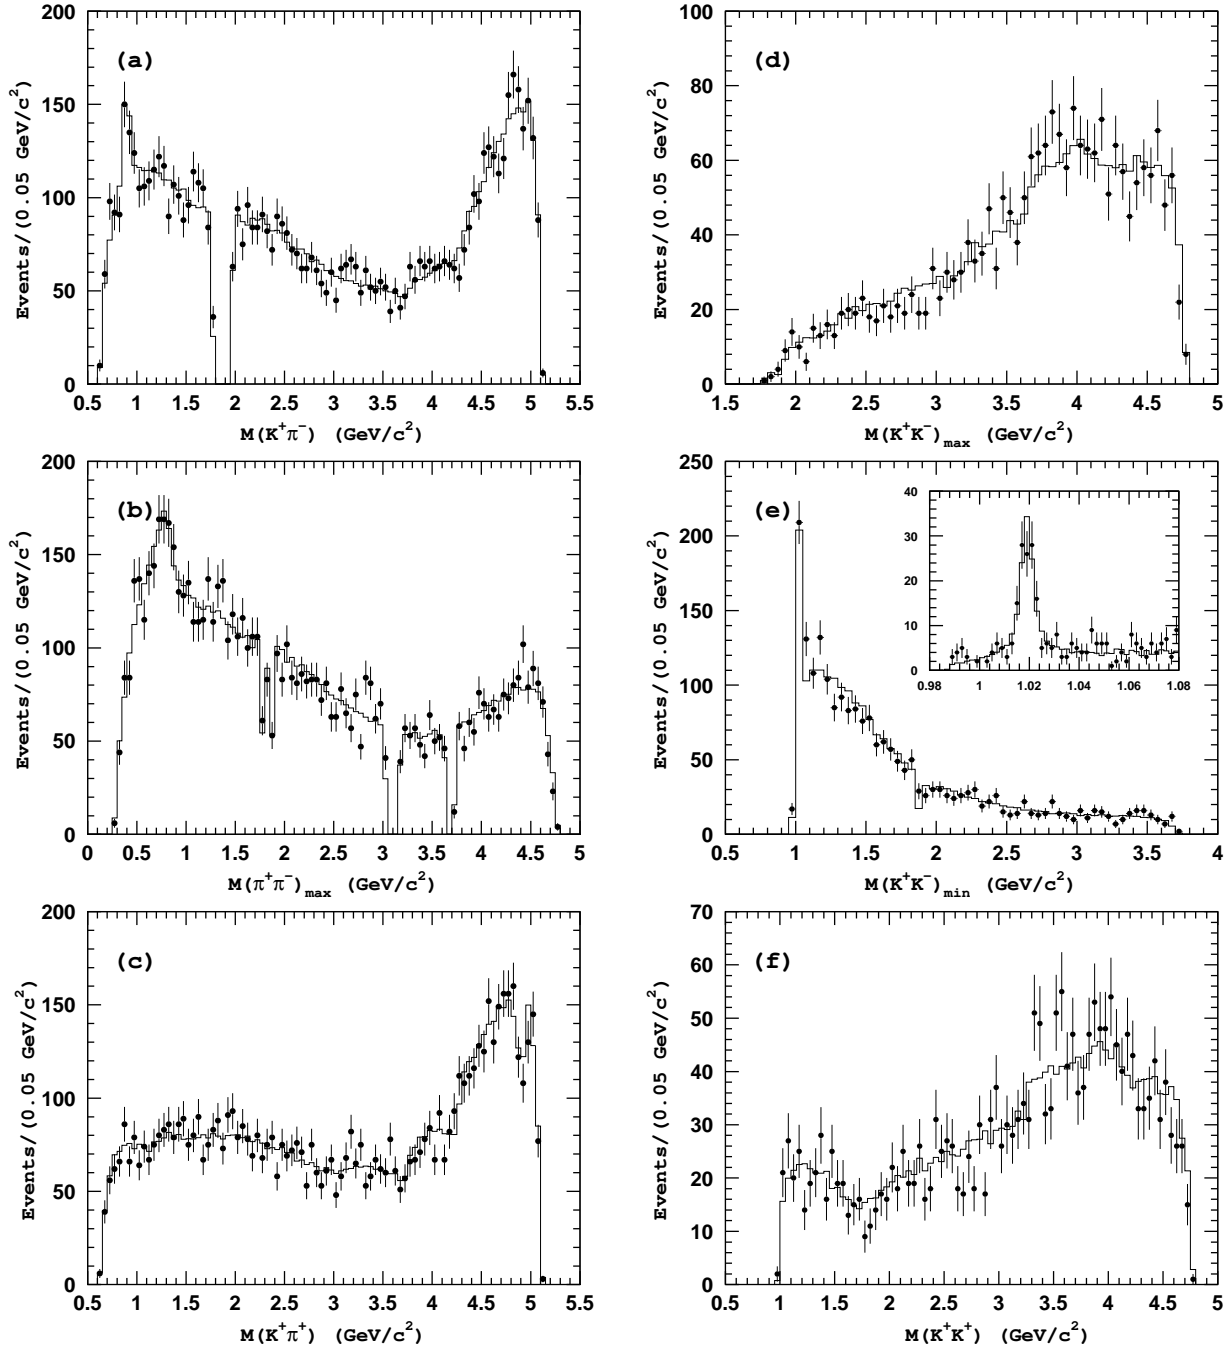 (a)
Events/(0.05 GeV/c²)
200
150
100
50
0
0.5 1 1.5 2 2.5 3 3.5 4 4.5 5 5.5
M(K⁺π⁻) (GeV/c²)
(d)
Events/(0.05 GeV/c²)
100
80
60
40
20
0
1.5 2 2.5 3 3.5 4 4.5 5
M(K⁺K⁻)max (GeV/c²)
(b)
Events/(0.05 GeV/c²)
200
150
100
50
0
0 0.5 1 1.5 2 2.5 3 3.5 4 4.5 5
M(π⁺π⁻)max (GeV/c²)
(e)
Events/(0.05 GeV/c²)
250
200
150
100
50
0
0.5 1 1.5 2 2.5 3 3.5 4
40
30
20
10
0
0.98 1 1.02 1.04 1.06 1.08
M(K⁺K⁻)min (GeV/c²)
(c)
Events/(0.05 GeV/c²)
200
150
100
50
0
0.5 1 1.5 2 2.5 3 3.5 4 4.5 5 5.5
M(K⁺π⁺) (GeV/c²)
(f)
Events/(0.05 GeV/c²)
70
60
50
40
30
20
10
0
0.5 1 1.5 2 2.5 3 3.5 4 4.5 5
M(K⁺K⁺) (GeV/c²)